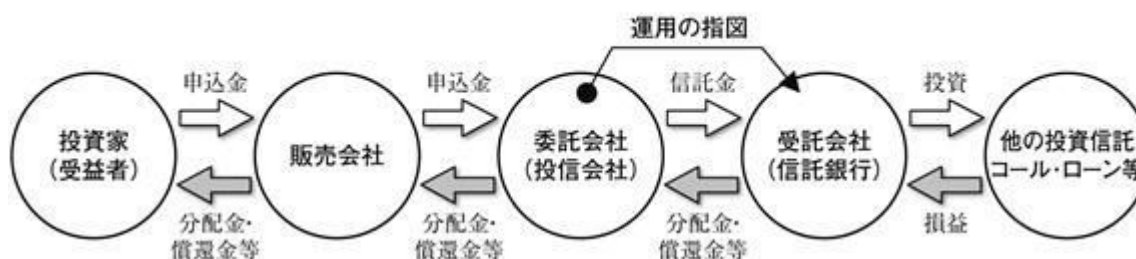 運用の指図
申込金
申込金
信託金
投資
投資家
(受益者)
販売会社
委託会社
(投信会社)
受託会社
(信託銀行)
他の投資信託
コール・ローン等
分配金・
償還金等
分配金・
償還金等
分配金・
償還金等
損益